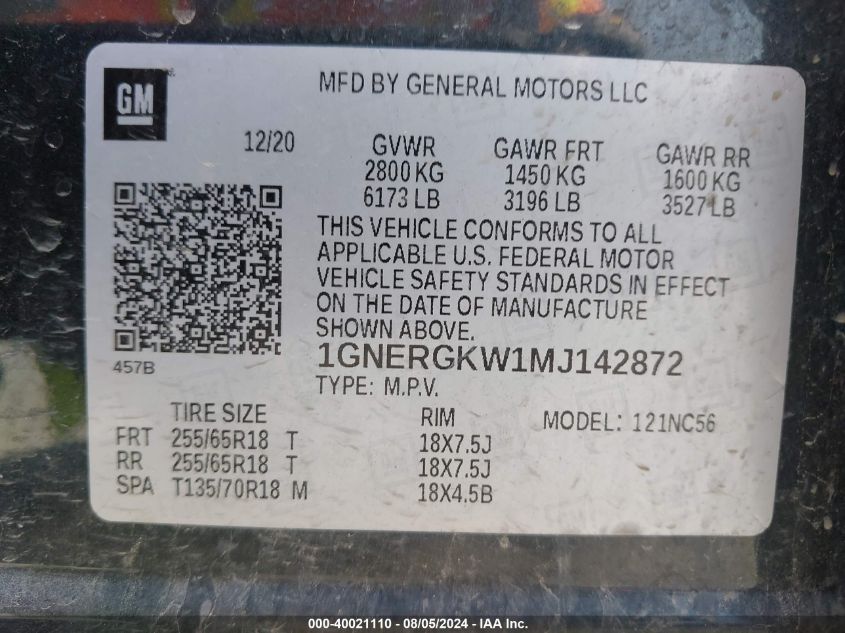 GM
MFD BY GENERAL MOTORS LLC
12/20 GVWR GAWR FRT GAWR RR
2800 KG 1450 KG 1600 KG
6173 LB 3196 LB 3527 LB
THIS VEHICLE CONFORMS TO ALL
APPLICABLE U.S. FEDERAL MOTOR
VEHICLE SAFETY STANDARDS IN EFFECT
ON THE DATE OF MANUFACTURE
SHOWN ABOVE.
1GNERGKW1MJ142872
457B
TYPE: M.P.V.
TIRE SIZE RIM MODEL: 121NC56
FRT 255/65R18 T 18X7.5J
RR 255/65R18 T 18X7.5J
SPA T135/70R18 M 18X4.5B
000-40021110 - 08/05/2024 - IAA Inc.